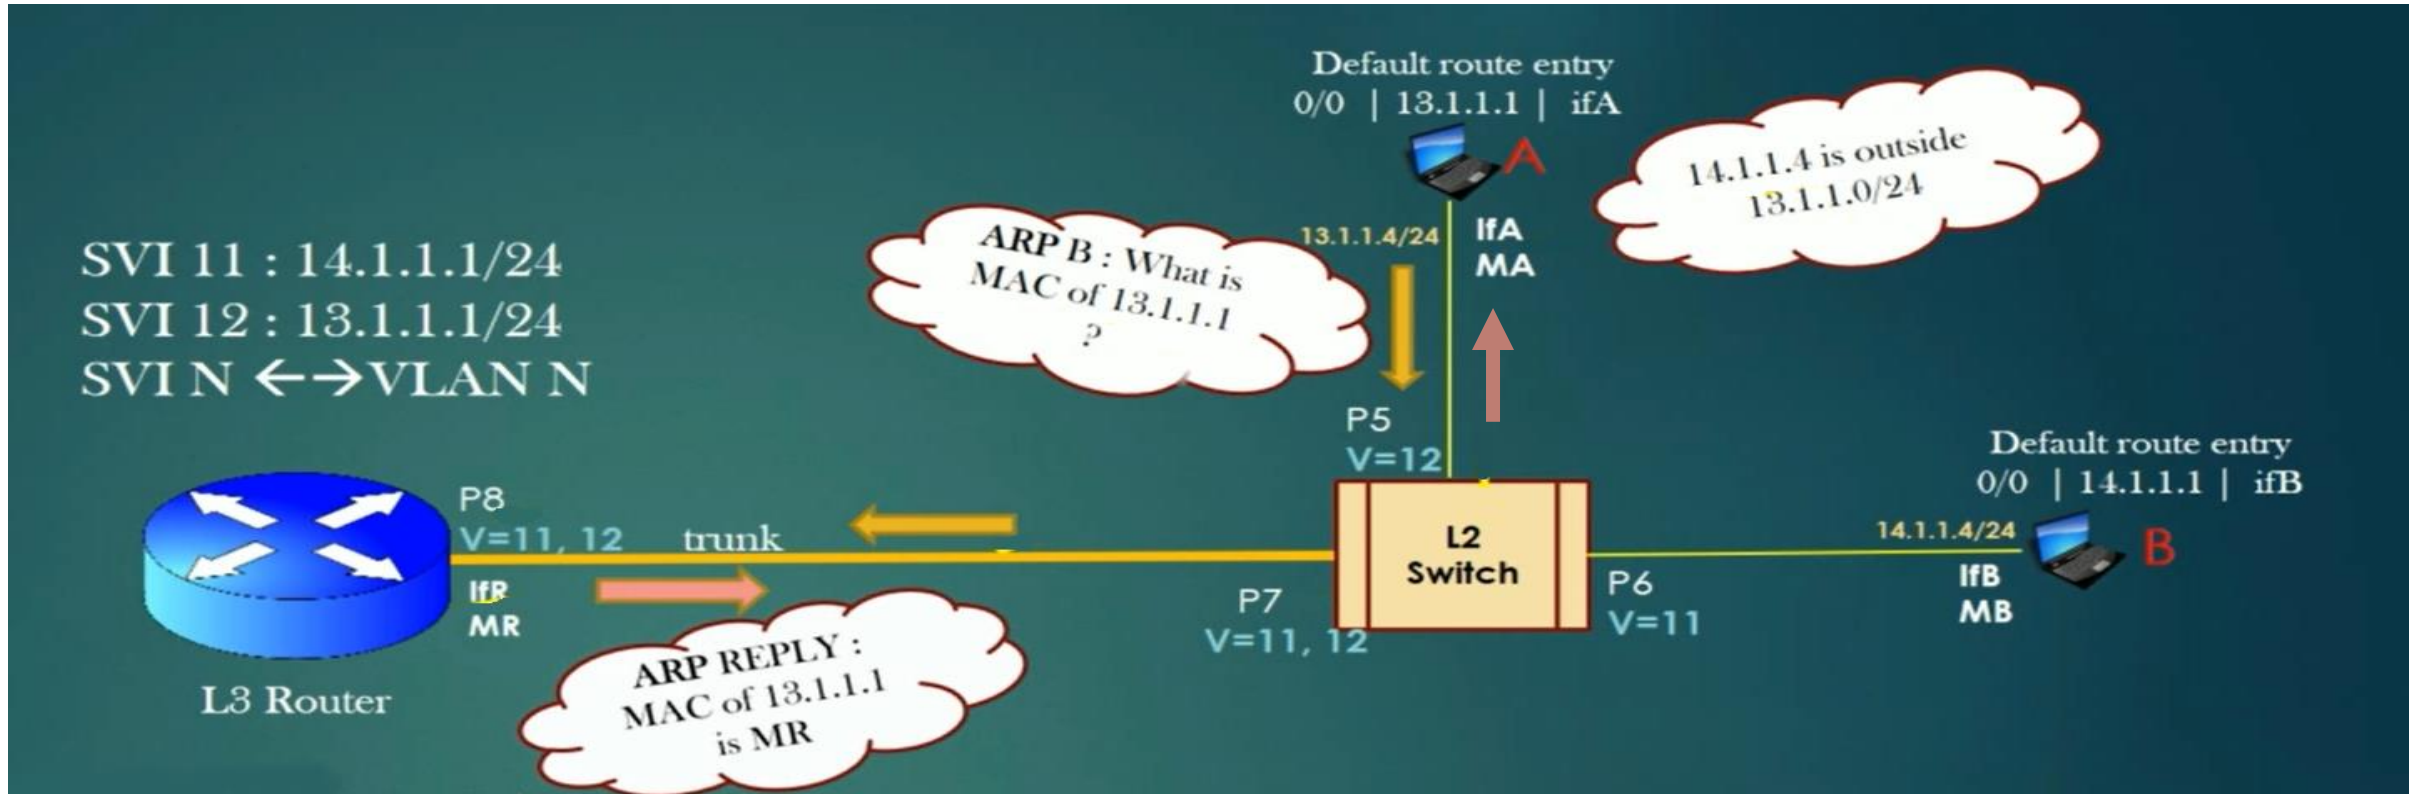 Default route entry
0/0 | 13.1.1.1 | ifA
A
14.1.1.4 is outside
13.1.1.0/24
13.1.1.4/24
IfA
MA
ARP B : What is
MAC of 13.1.1.1
?
SVI 11 : 14.1.1.1/24
SVI 12 : 13.1.1.1/24
SVI N ←→VLAN N
P5
V=12
Default route entry
0/0 | 14.1.1.1 | ifB
P8
V=11, 12
trunk
L2
Switch
14.1.1.4/24
B
IfB
MB
P6
V=11
IfR
MR
P7
V=11, 12
ARP REPLY :
MAC of 13.1.1.1
is MR
L3 Router